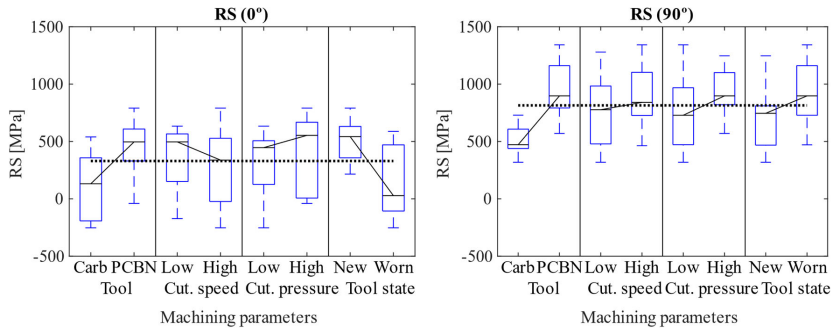 RS (0°)
1500
1000
500
0
-500
RS [MPa]
Carb PCBN Low High Low High New Worn
Tool Cut. speed Cut. pressure Tool state
Machining parameters
RS (90°)
1500
1000
500
0
-500
RS [MPa]
Carb PCBN Low High Low High New Worn
Tool Cut. speed Cut. pressure Tool state
Machining parameters